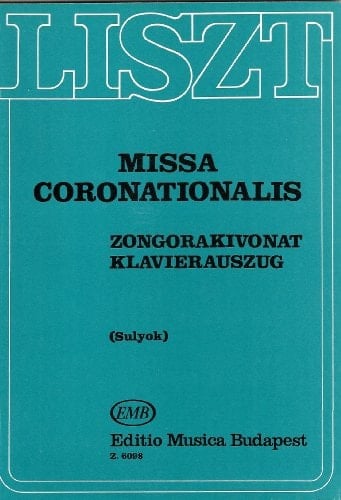 LISZT
MISSA
CORONATIONALIS
ZONGORAKIVONAT
KLAVIERAUSZUG
(Sulyok)
EMB
Editio Musica Budapest
Z. 6098